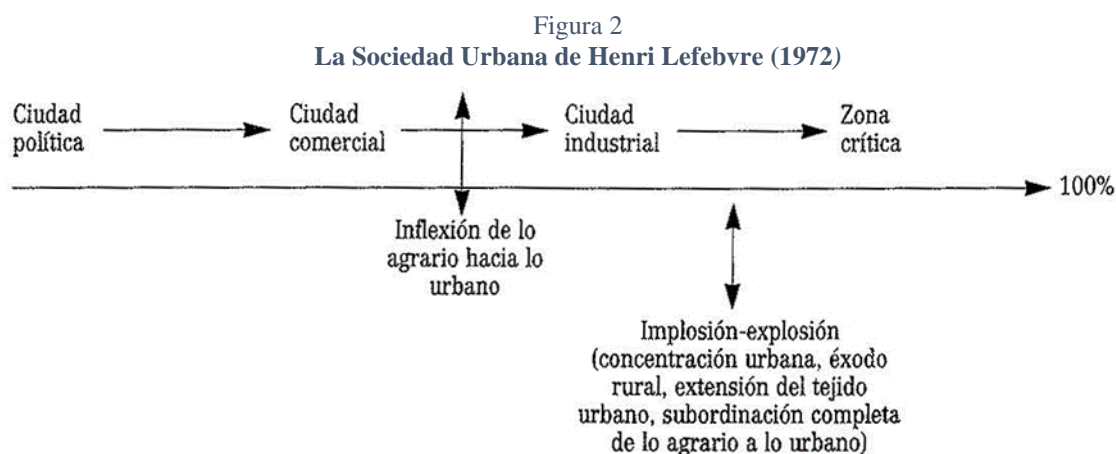 Figura 2
La Sociedad Urbana de Henri Lefebvre (1972)
Ciudad
política
Ciudad
comercial
Ciudad
industrial
Zona
crítica
100%
Inflexión de lo
agrario hacia lo
urbano
Implosión-explosión
(concentración urbana, éxodo
rural, extensión del tejido
urbano, subordinación completa
de lo agrario a lo urbano)